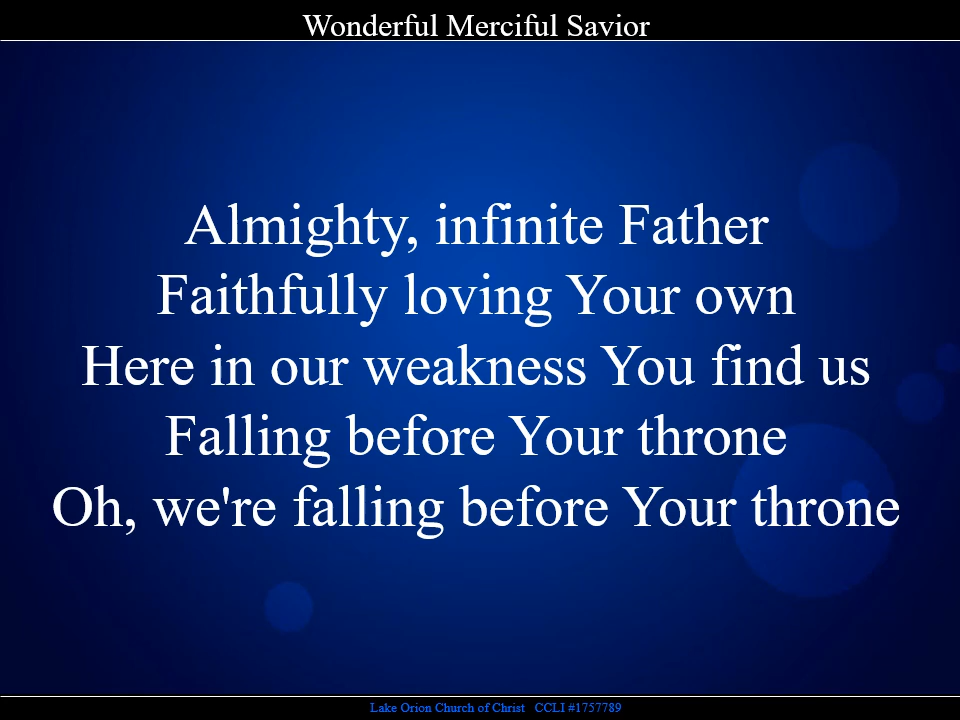 Wonderful Merciful Savior
Almighty, infinite Father
Faithfully loving Your own
Here in our weakness You find us
Falling before Your throne
Oh, we're falling before Your throne
Lake Orion Church of Christ CCLI #1757789